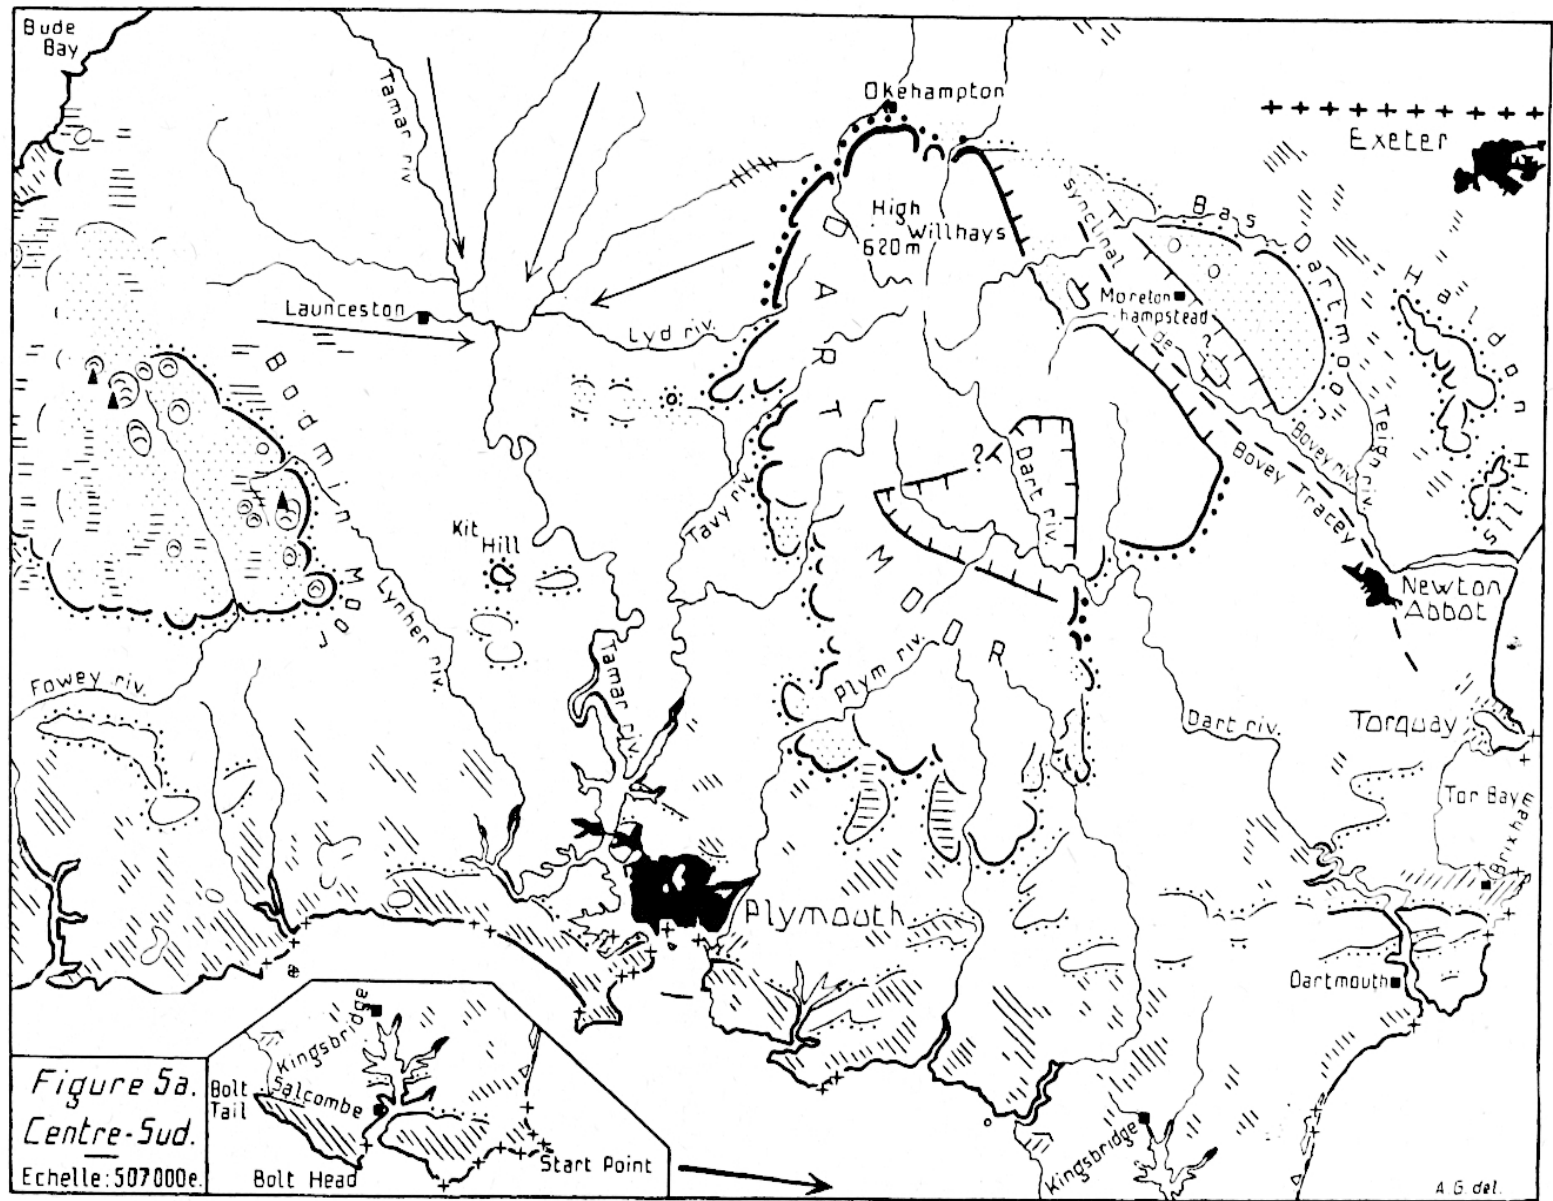 Bude
Bay
Tamar riv.
Okehampton
Exeter
High
Willhays
620m
synclinal
de
Bovey Tracey
Bas Dartmoor
Haldon Hills
Moreton
hampstead
?
Launceston
Lyd riv.
DARTMOOR
Bodmin Moor
Tavy riv.
?
Dart riv.
Bovey riv.
Teign riv.
Kit
Hill
Lynher riv.
Newton
Abbot
Fowey riv.
Tamar riv.
Plym riv.
Dart riv.
Torquay
Tor Bay
Brixham
Plymouth
Dartmouth
Kingsbridge
Figure 5a.
Centre-Sud.
Echelle: 507000e.
Kingsbridge
Salcombe
Bolt
Tail
Bolt Head
Start Point
A G. del.